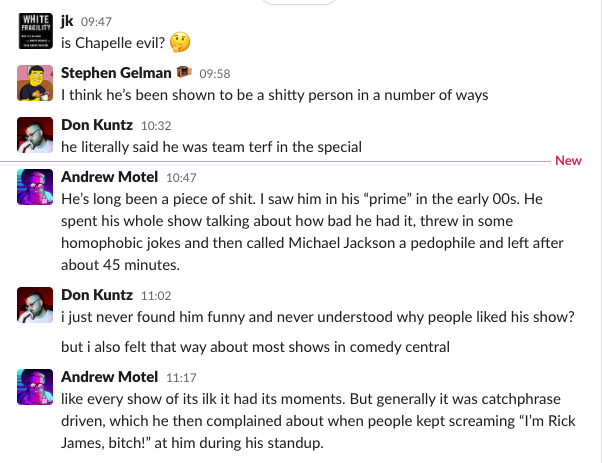 WHITE
FRAGILITY
jk 09:47
is Chapelle evil? 🤔
Stephen Gelman 09:58
I think he's been shown to be a shitty person in a number of ways
Don Kuntz 10:32
he literally said he was team terf in the special
New
Andrew Motel 10:47
He's long been a piece of shit. I saw him in his “prime” in the early 00s. He
spent his whole show talking about how bad he had it, threw in some
homophobic jokes and then called Michael Jackson a pedophile and left after
about 45 minutes.
Don Kuntz 11:02
i just never found him funny and never understood why people liked his show?
but i also felt that way about most shows in comedy central
Andrew Motel 11:17
like every show of its ilk it had its moments. But generally it was catchphrase
driven, which he then complained about when people kept screaming “I'm Rick
James, bitch!” at him during his standup.